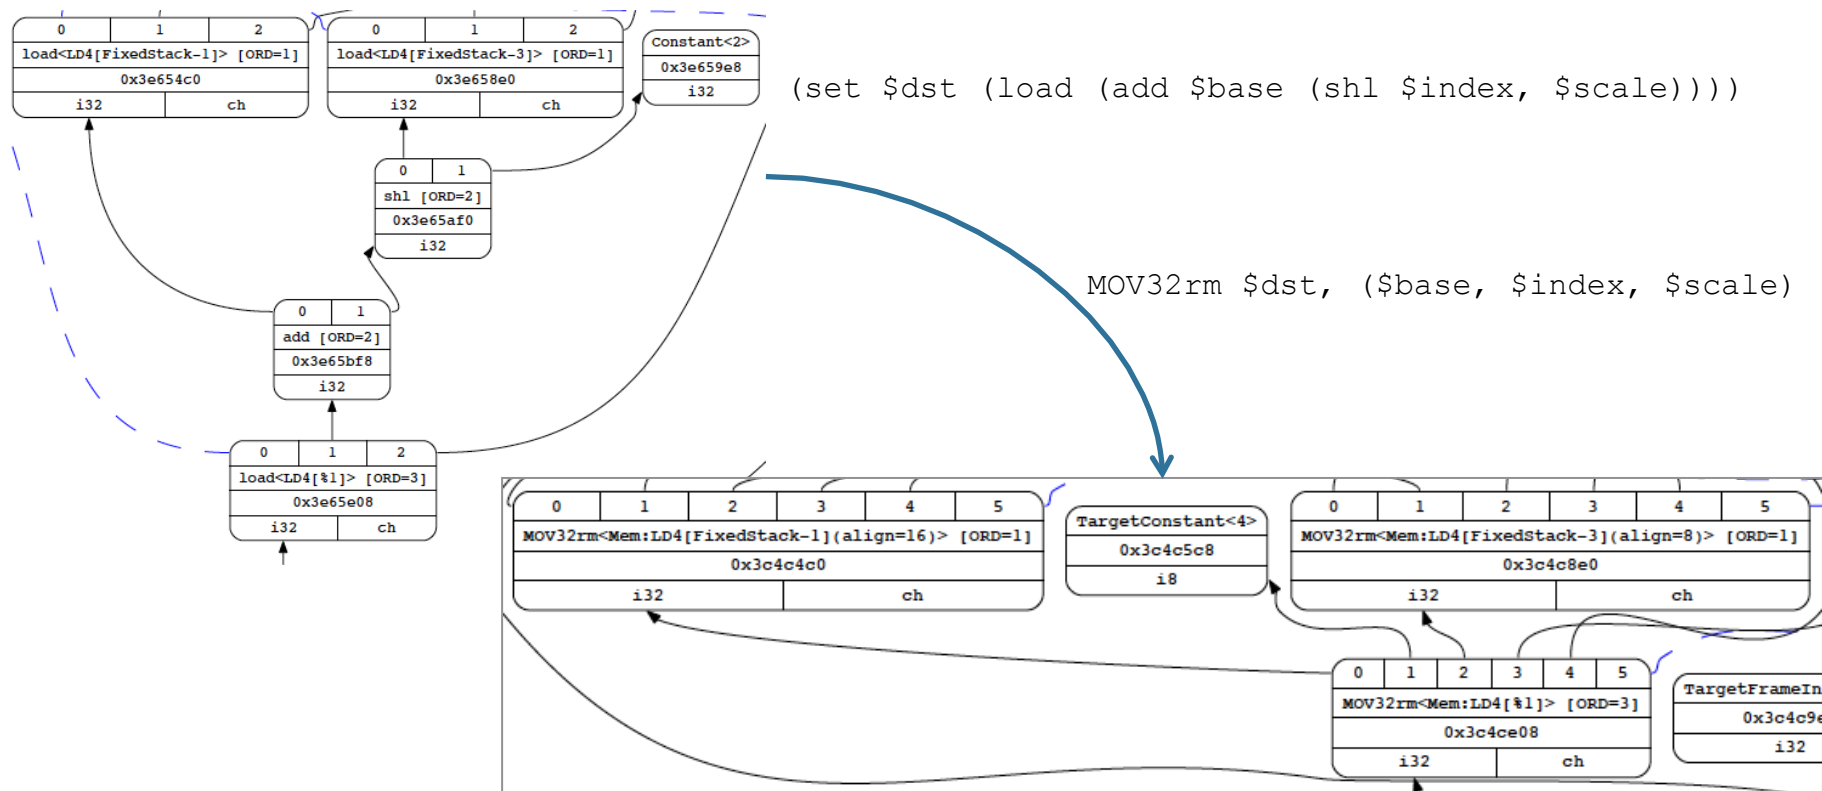 0 1 2
load<LD4[FixedStack-1]> [ORD=1]
0x3e654c0
i32 ch
0 1 2
load<LD4[FixedStack-3]> [ORD=1]
0x3e658e0
i32 ch
Constant<2>
0x3e659e8
i32
(set $dst (load (add $base (shl $index, $scale))))
0 1
shl [ORD=2]
0x3e65af0
i32
MOV32rm $dst, ($base, $index, $scale)
0 1
add [ORD=2]
0x3e65bf8
i32
0 1 2
load<LD4[%1]> [ORD=3]
0x3e65e08
i32 ch
0 1 2 3 4 5
MOV32rm<Mem:LD4[FixedStack-1](align=16)> [ORD=1]
0x3c4c4c0
i32 ch
TargetConstant<4>
0x3c4c5c8
i8
0 1 2 3 4 5
MOV32rm<Mem:LD4[FixedStack-3](align=8)> [ORD=1]
0x3c4c8e0
i32 ch
0 1 2 3 4 5
MOV32rm<Mem:LD4[%1]> [ORD=3]
0x3c4ce08
i32 ch
TargetFrameIn
0x3c4c9e
i32